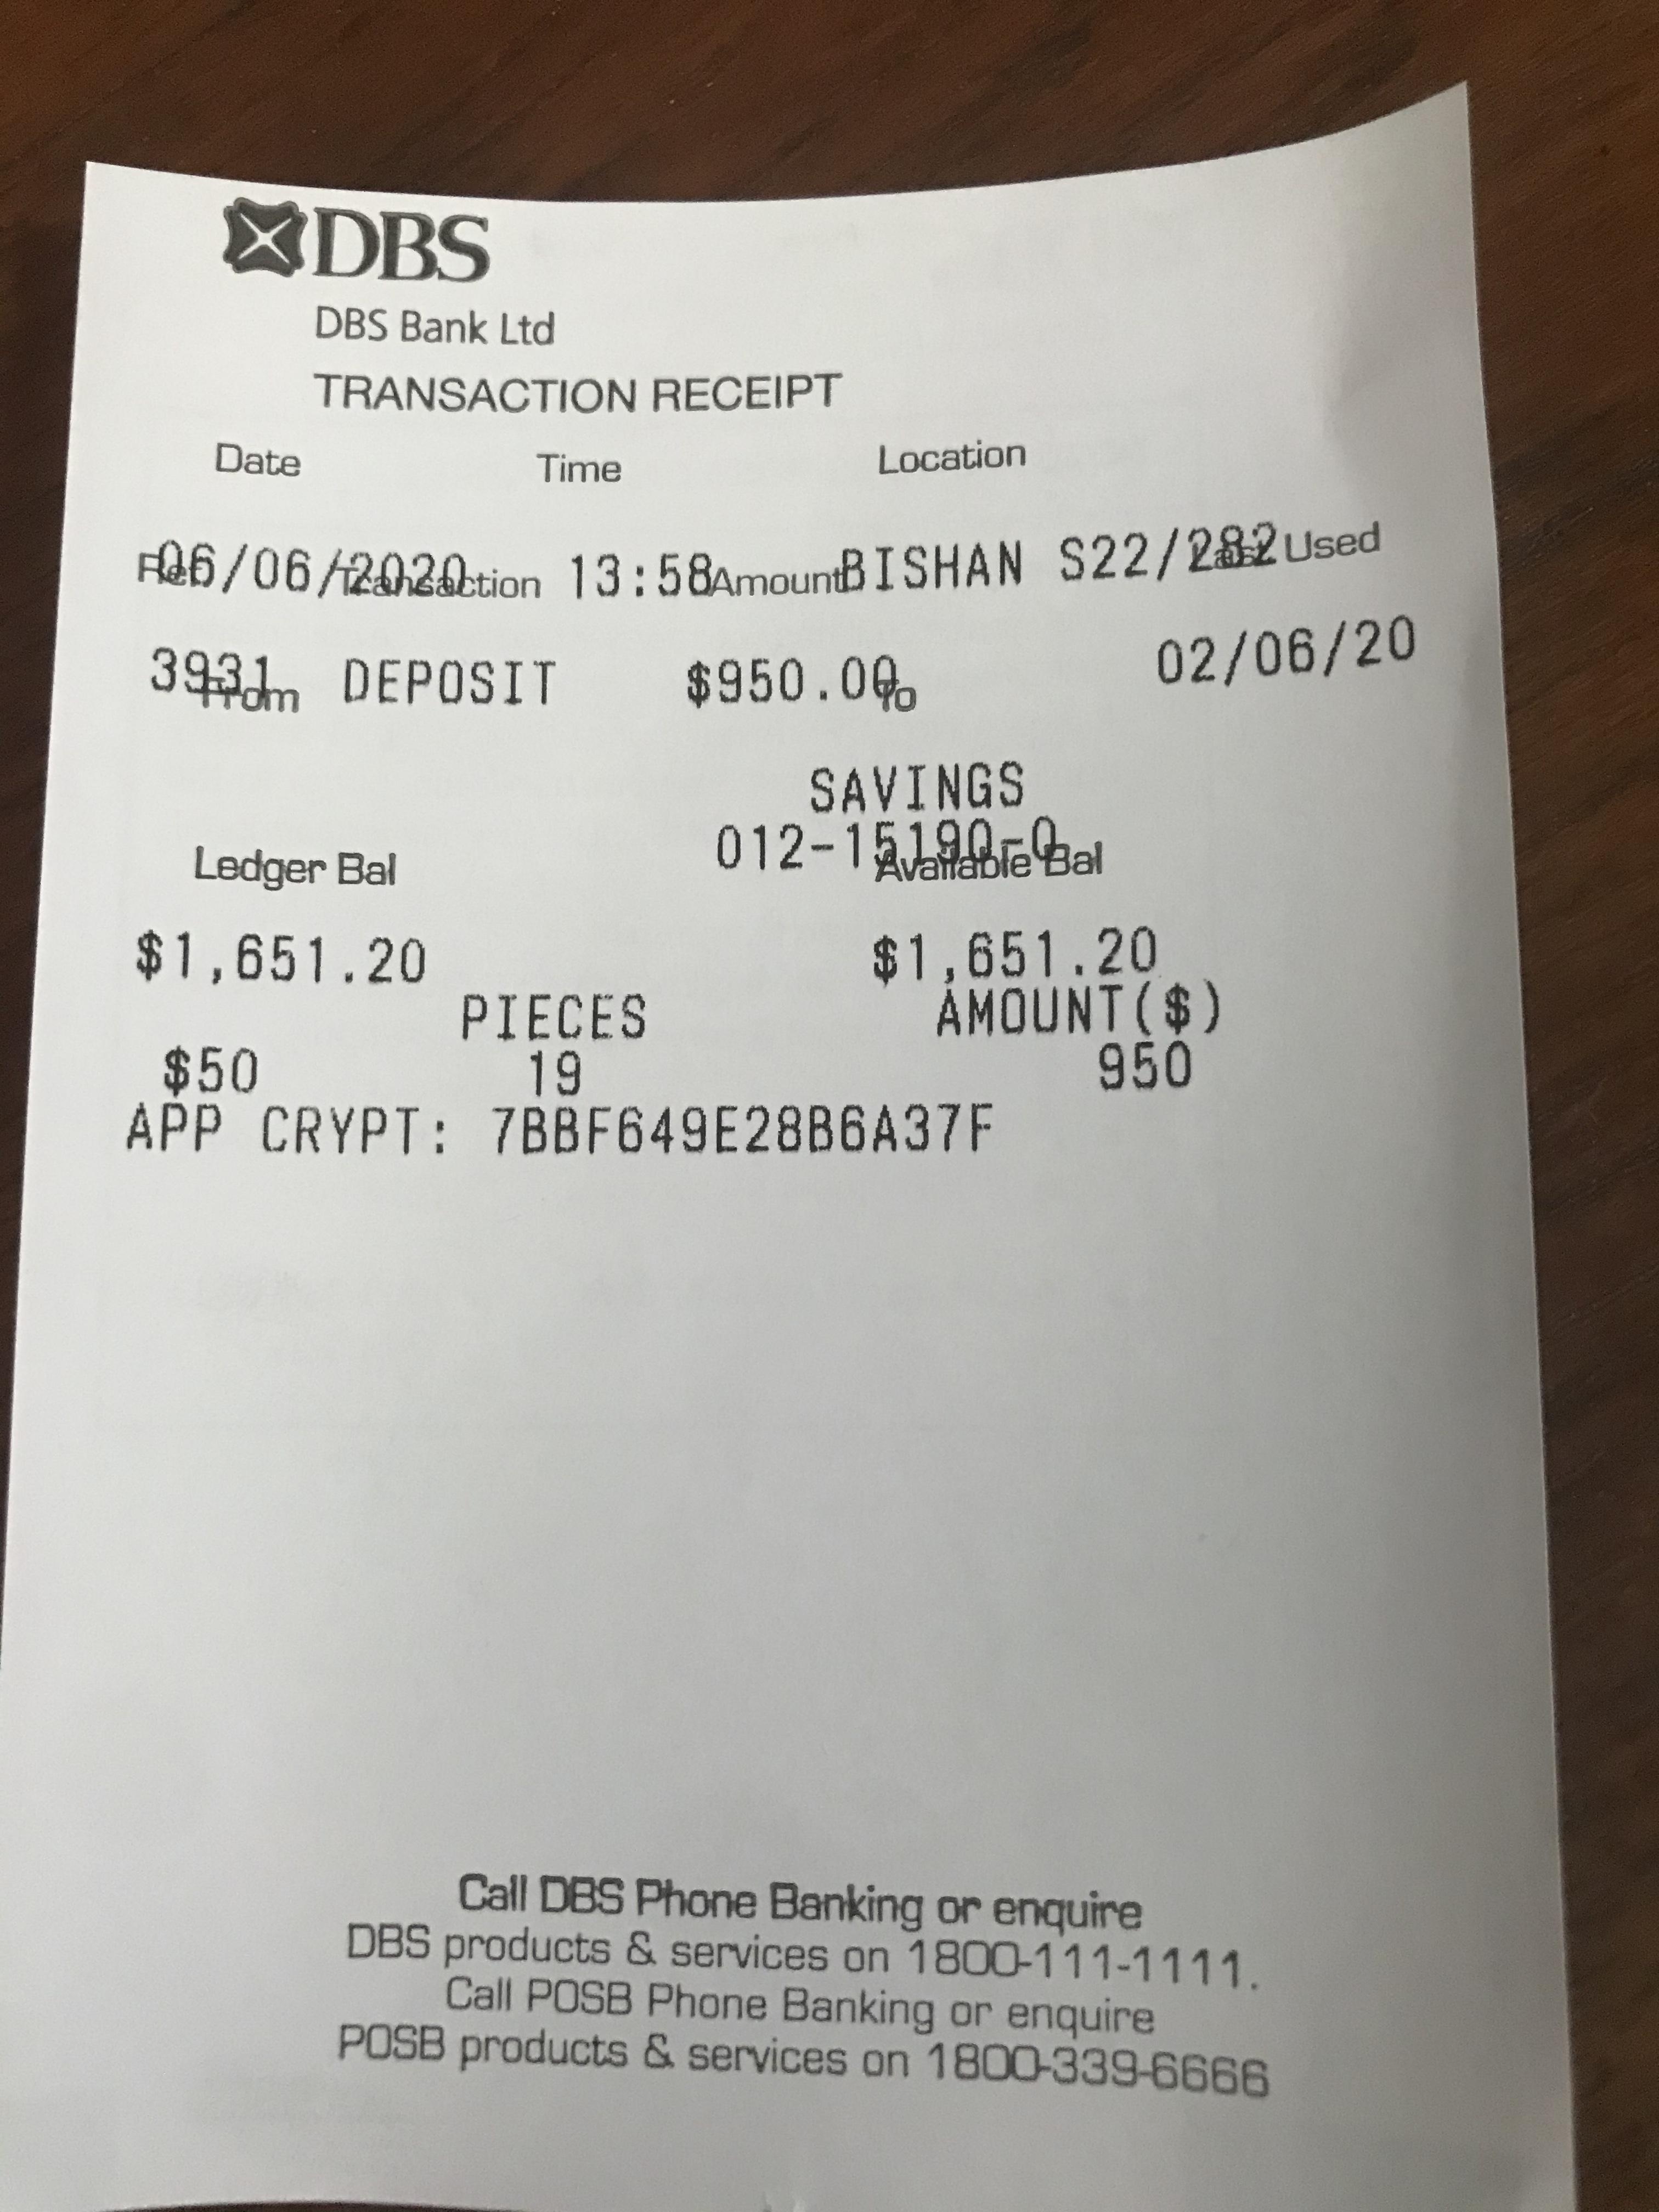 DBS
DBS Bank Ltd
TRANSACTION RECEIPT
Date Time Location
06/06/2020 13:58 BISHAN S22/282
Ref Transaction Amount Last Used
3931 DEPOSIT $950.00 02/06/20
From To
SAVINGS
012-15190-0
Ledger Bal Available Bal
$1,651.20 $1,651.20
PIECES AMOUNT($)
$50 19 950
APP CRYPT: 7BBF649E28B6A37F
Call DBS Phone Banking or enquire
DBS products & services on 1800-111-1111.
Call POSB Phone Banking or enquire
POSB products & services on 1800-339-6666